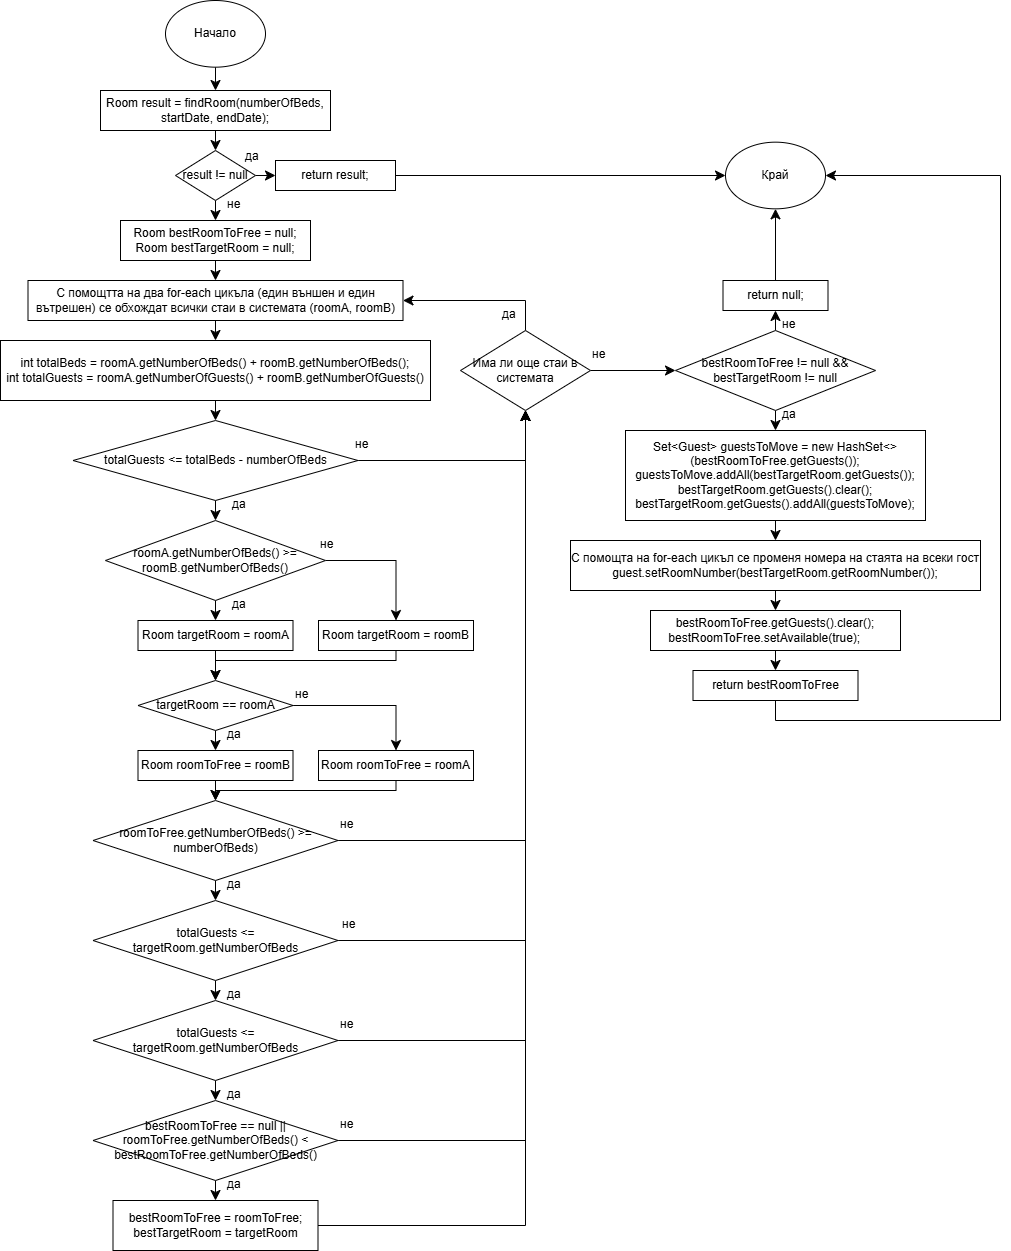 Начало
Room result = findRoom(numberOfBeds,
startDate, endDate);
result != null
да
return result;
Край
не
Room bestRoomToFree = null;
Room bestTargetRoom = null;
С помощтта на два for-each цикъла (един външен и един
вътрешен) се обхождат всички стаи в системата (roomA, roomB)
int totalBeds = roomA.getNumberOfBeds() + roomB.getNumberOfBeds();
int totalGuests = roomA.getNumberOfGuests() + roomB.getNumberOfGuests()
totalGuests <= totalBeds - numberOfBeds
не
да
roomA.getNumberOfBeds() >=
roomB.getNumberOfBeds()
не
да
Room targetRoom = roomA
Room targetRoom = roomB
targetRoom == roomA
не
да
Room roomToFree = roomB
Room roomToFree = roomA
roomToFree.getNumberOfBeds() >=
numberOfBeds)
не
да
totalGuests <=
targetRoom.getNumberOfBeds
не
да
totalGuests <=
targetRoom.getNumberOfBeds
не
да
bestRoomToFree == null ||
roomToFree.getNumberOfBeds() <
bestRoomToFree.getNumberOfBeds()
не
да
bestRoomToFree = roomToFree;
bestTargetRoom = targetRoom
да
Има ли още стаи в
системата
не
return null;
не
bestRoomToFree != null &&
bestTargetRoom != null
да
Set<Guest> guestsToMove = new HashSet<>
(bestRoomToFree.getGuests());
guestsToMove.addAll(bestTargetRoom.getGuests());
bestTargetRoom.getGuests().clear();
bestTargetRoom.getGuests().addAll(guestsToMove);
С помощта на for-each цикъл се променя номера на стаята на всеки гост
guest.setRoomNumber(bestTargetRoom.getRoomNumber());
bestRoomToFree.getGuests().clear();
bestRoomToFree.setAvailable(true);
return bestRoomToFree